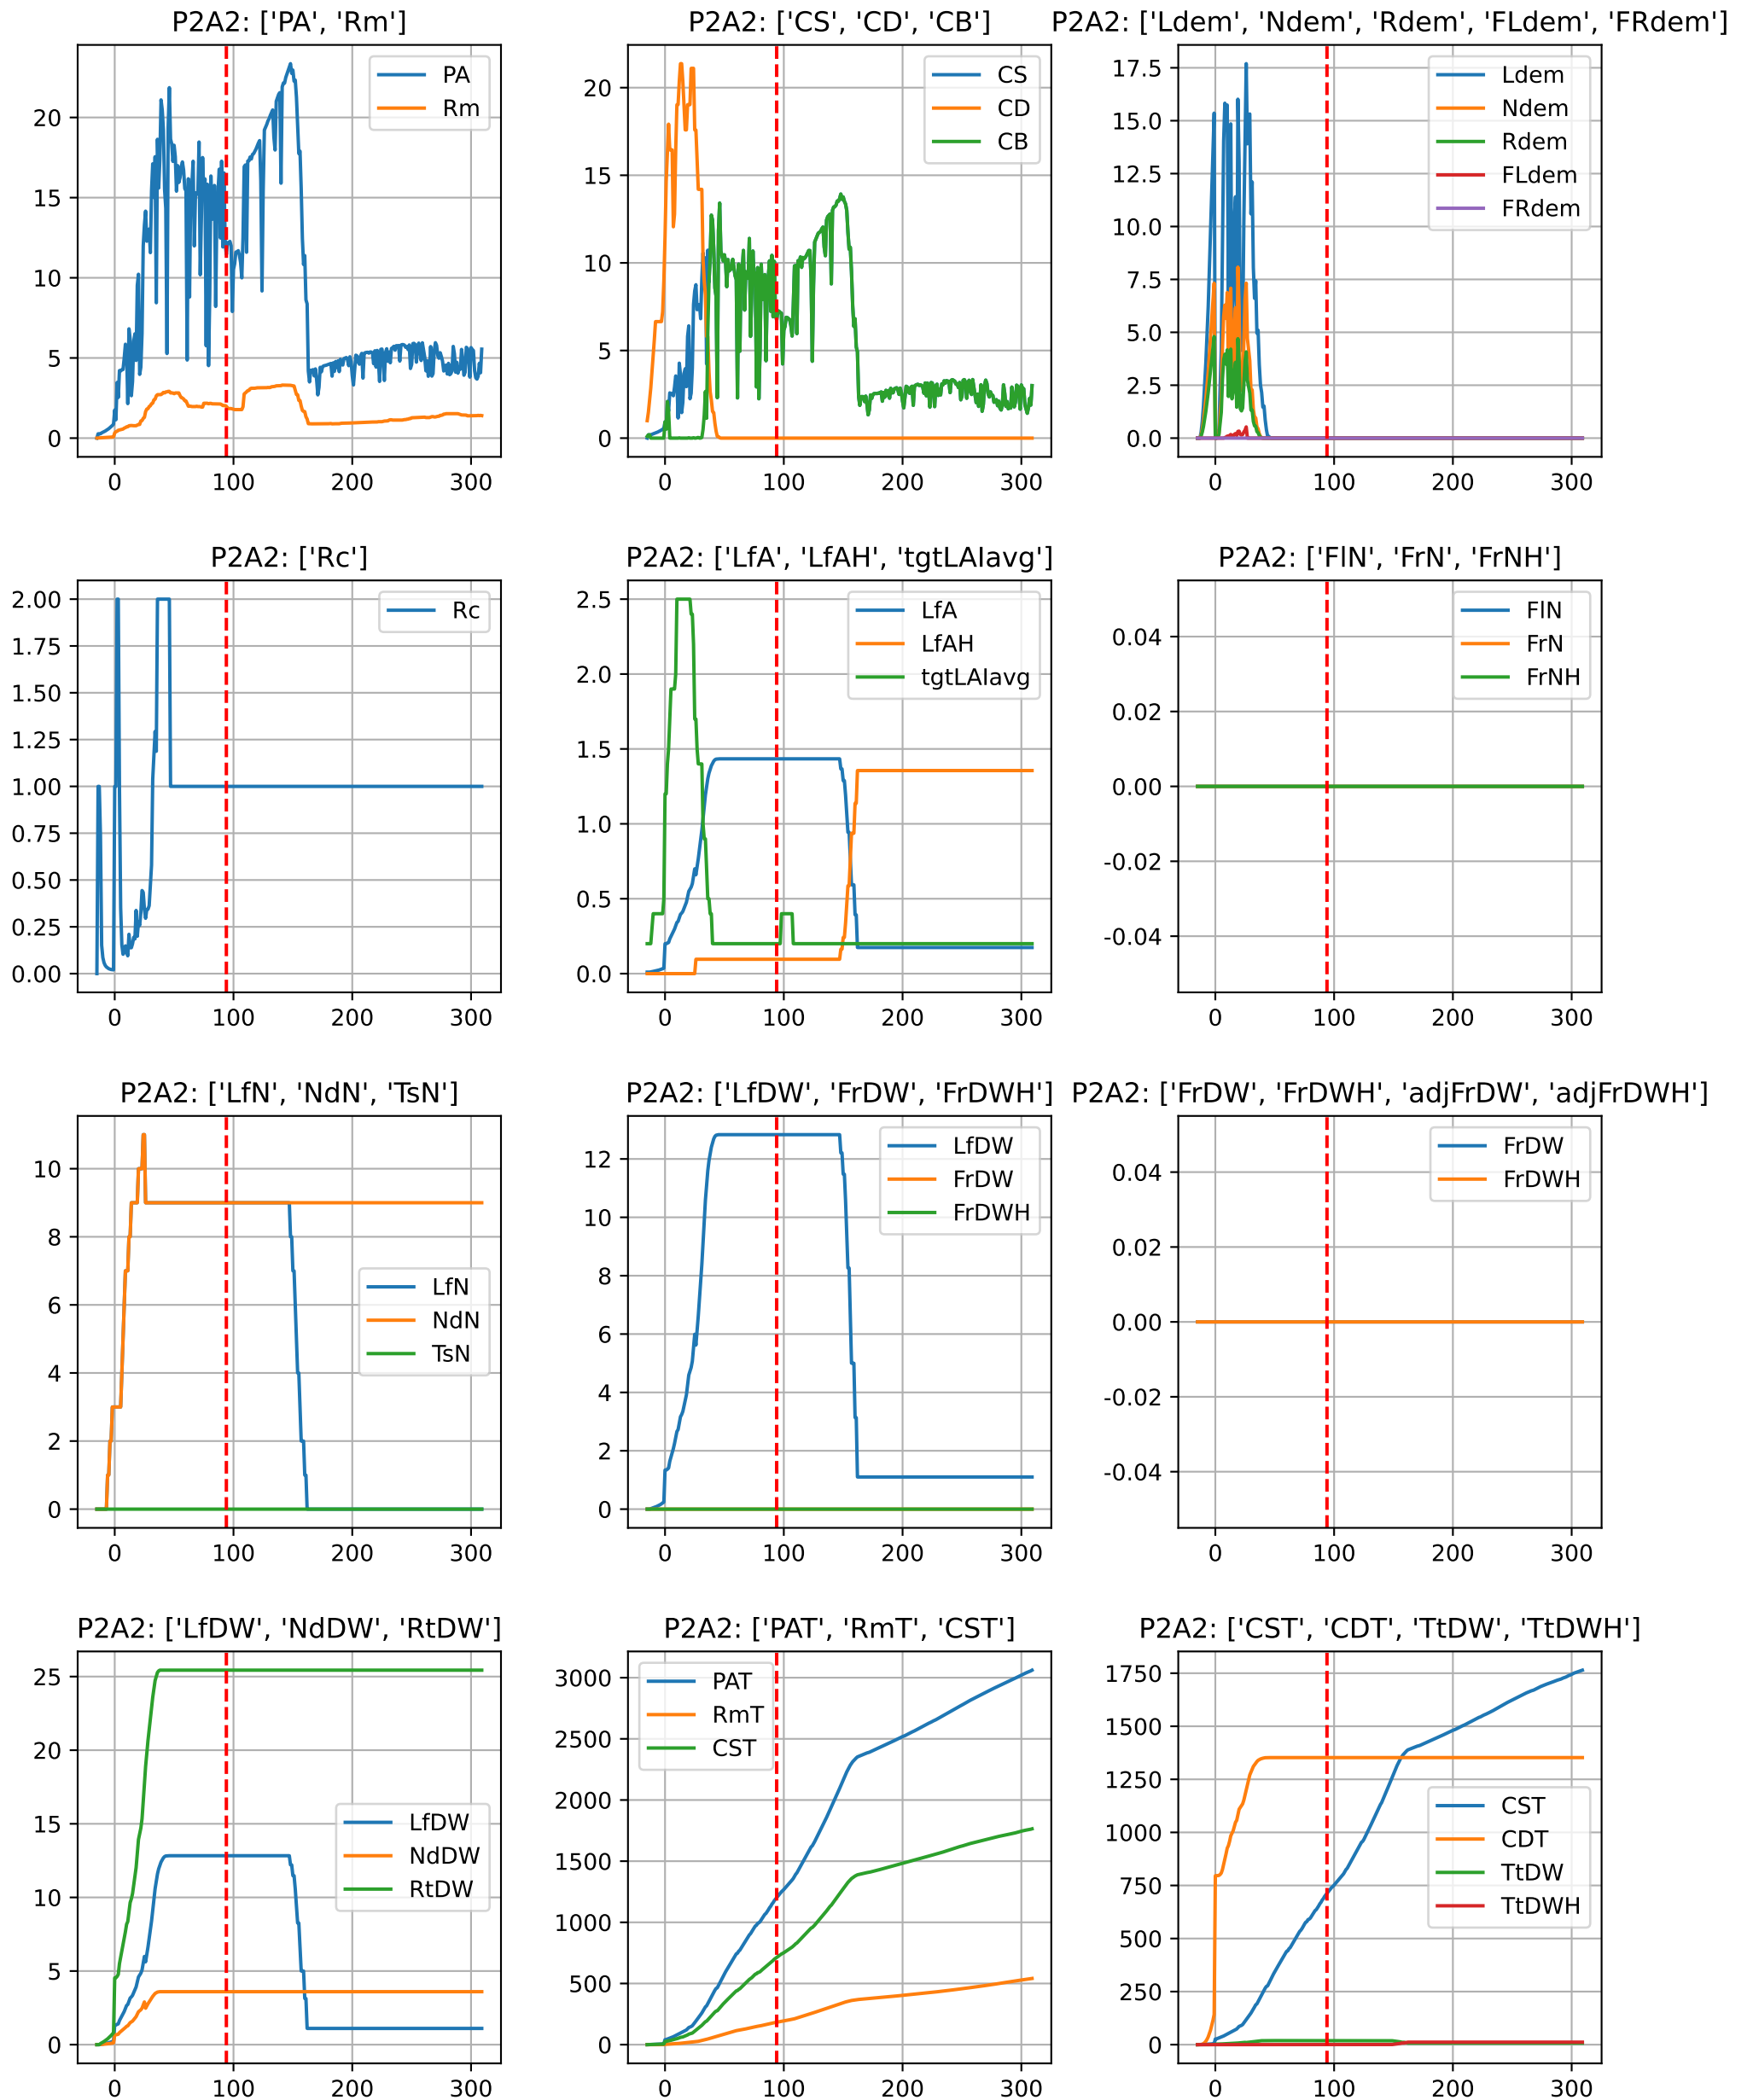 P2A2: ['PA', 'Rm']
PA
Rm
20
15
10
5
0
0 100 200 300
P2A2: ['CS', 'CD', 'CB']
CS
CD
CB
20
15
10
5
0
0 100 200 300
P2A2: ['Ldem', 'Ndem', 'Rdem', 'FLdem', 'FRdem']
Ldem
Ndem
Rdem
FLdem
FRdem
17.5
15.0
12.5
10.0
7.5
5.0
2.5
0.0
0 100 200 300
P2A2: ['Rc']
Rc
2.00
1.75
1.50
1.25
1.00
0.75
0.50
0.25
0.00
0 100 200 300
P2A2: ['LfA', 'LfAH', 'tgtLAIavg']
LfA
LfAH
tgtLAIavg
2.5
2.0
1.5
1.0
0.5
0.0
0 100 200 300
P2A2: ['FlN', 'FrN', 'FrNH']
FlN
FrN
FrNH
0.04
0.02
0.00
-0.02
-0.04
0 100 200 300
P2A2: ['LfN', 'NdN', 'TsN']
LfN
NdN
TsN
10
8
6
4
2
0
0 100 200 300
P2A2: ['LfDW', 'FrDW', 'FrDWH']
LfDW
FrDW
FrDWH
12
10
8
6
4
2
0
0 100 200 300
P2A2: ['FrDW', 'FrDWH', 'adjFrDW', 'adjFrDWH']
FrDW
FrDWH
0.04
0.02
0.00
-0.02
-0.04
0 100 200 300
P2A2: ['LfDW', 'NdDW', 'RtDW']
LfDW
NdDW
RtDW
25
20
15
10
5
0
0 100 200 300
P2A2: ['PAT', 'RmT', 'CST']
PAT
RmT
CST
3000
2500
2000
1500
1000
500
0
0 100 200 300
P2A2: ['CST', 'CDT', 'TtDW', 'TtDWH']
CST
CDT
TtDW
TtDWH
1750
1500
1250
1000
750
500
250
0
0 100 200 300